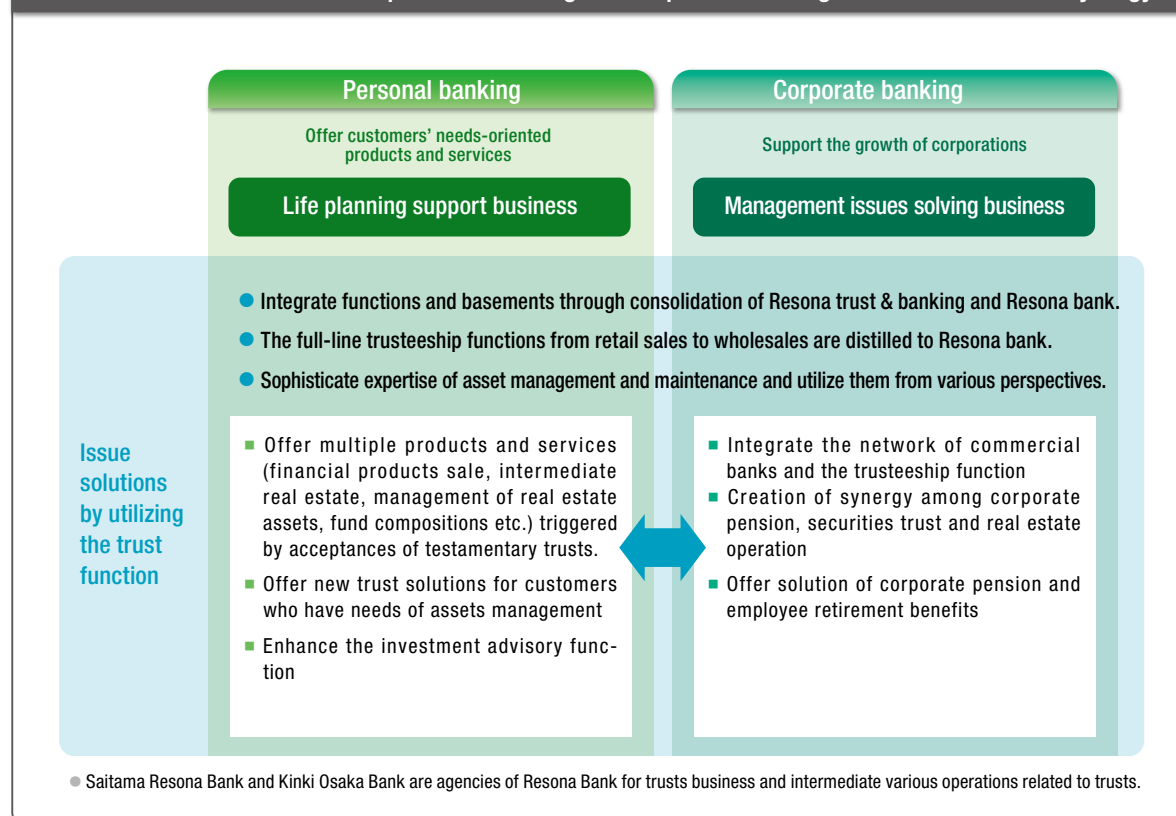 Personal banking
Corporate banking
Offer customers’ needs-oriented
products and services
Support the growth of corporations
Life planning support business
Management issues solving business
● Integrate functions and basements through consolidation of Resona trust & banking and Resona bank.
● The full-line trusteeship functions from retail sales to wholesales are distilled to Resona bank.
● Sophisticate expertise of asset management and maintenance and utilize them from various perspectives.
Issue
solutions
by utilizing
the trust
function
■ Offer multiple products and services
(financial products sale, intermediate
real estate, management of real estate
assets, fund compositions etc.) triggered
by acceptances of testamentary trusts.
■ Offer new trust solutions for customers
who have needs of assets management
■ Enhance the investment advisory func-
tion
■ Integrate the network of commercial
banks and the trusteeship function
■ Creation of synergy among corporate
pension, securities trust and real estate
operation
■ Offer solution of corporate pension and
employee retirement benefits
● Saitama Resona Bank and Kinki Osaka Bank are agencies of Resona Bank for trusts business and intermediate various operations related to trusts.